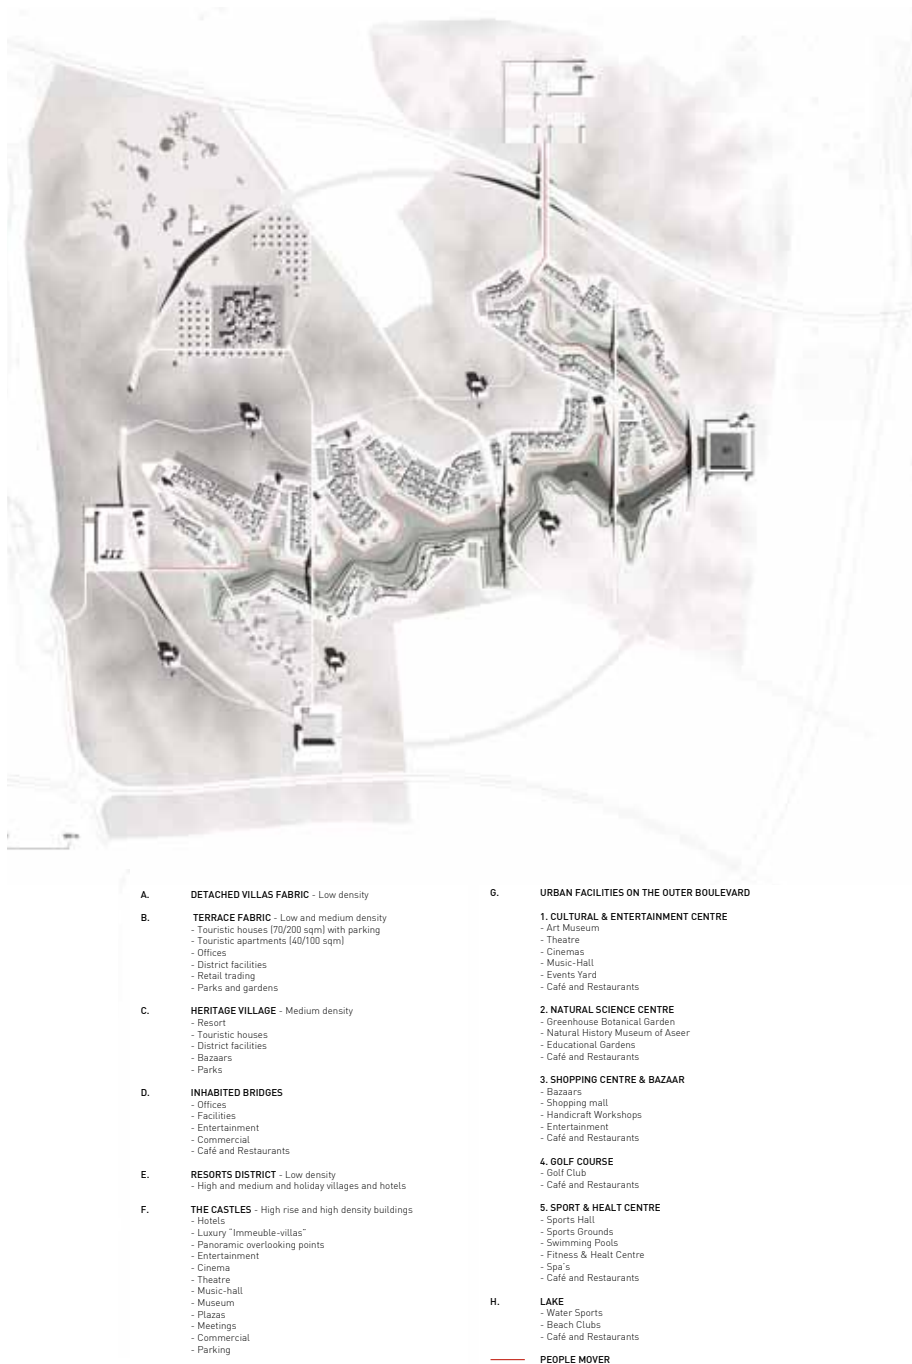 A. DETACHED VILLAS FABRIC - Low density
B. TERRACE FABRIC - Low and medium density
- Touristic houses (70/200 sqm) with parking
- Touristic apartments (40/100 sqm)
- Offices
- District facilities
- Retail trading
- Parks and gardens
C. HERITAGE VILLAGE - Medium density
- Resort
- Touristic houses
- District facilities
- Bazaars
- Parks
D. INHABITED BRIDGES
- Offices
- Facilities
- Entertainment
- Commercial
- Café and Restaurants
E. RESORTS DISTRICT - Low density
- High and medium and holiday villages and hotels
F. THE CASTLES - High rise and high density buildings
- Hotels
- Luxury "Immeuble-villas"
- Panoramic overlooking points
- Entertainment
- Cinema
- Theatre
- Music-hall
- Museum
- Plazas
- Meetings
- Commercial
- Parking
G. URBAN FACILITIES ON THE OUTER BOULEVARD
1. CULTURAL & ENTERTAINMENT CENTRE
- Art Museum
- Theatre
- Cinemas
- Music-Hall
- Events Yard
- Café and Restaurants
2. NATURAL SCIENCE CENTRE
- Greenhouse Botanical Garden
- Natural History Museum of Aseer
- Educational Gardens
- Café and Restaurants
3. SHOPPING CENTRE & BAZAAR
- Bazaars
- Shopping mall
- Handicraft Workshops
- Entertainment
- Café and Restaurants
4. GOLF COURSE
- Golf Club
- Café and Restaurants
5. SPORT & HEALT CENTRE
- Sports Hall
- Sports Grounds
- Swimming Pools
- Fitness & Healt Centre
- Spa's
- Café and Restaurants
H. LAKE
- Water Sports
- Beach Clubs
- Café and Restaurants
PEOPLE MOVER